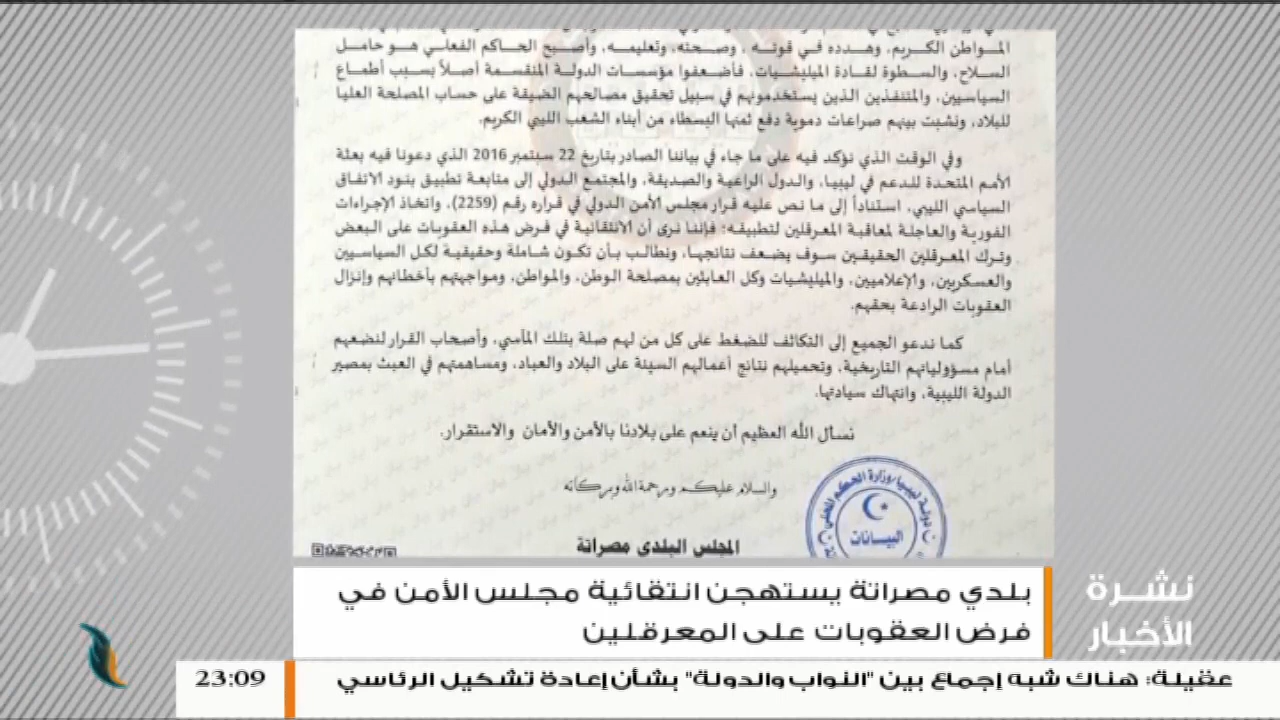 المواطن الكريم، وهدده في قوته، وصحته، وتعليمه، وأصبح الحاكم الفعلي هو حامل
السلاح، والسطوة لقادة الميليشيات، فأضعفوا مؤسسات الدولة المنقسمة أصلاً بسبب أطماع
السياسيين، والمتنفذين الذين يستخدمونهم في سبيل تحقيق مصالحهم الضيقة على حساب المصلحة العليا
للبلاد، ونشبت بينهم صراعات دموية دفع ثمنها البسطاء من أبناء الشعب الليبي الكريم.
وفي الوقت الذي نؤكد فيه على ما جاء في بياننا الصادر بتاريخ 22 سبتمبر 2016 الذي دعونا فيه بعثة
الأمم المتحدة للدعم في ليبيا، والدول الراعية والصديقة، والمجتمع الدولي إلى متابعة تطبيق بنود الاتفاق
السياسي الليبي، استناداً إلى ما نص عليه قرار مجلس الأمن الدولي في قراره رقم (2259)، واتخاذ الإجراءات
الفورية والعاجلة لمعاقبة المعرقلين لتطبيقه؛ فإننا نرى أن الانتقائية في فرض هذه العقوبات على البعض
وترك المعرقلين الحقيقين سوف يضعف نتائجها، ونطالب بأن تكون شاملة وحقيقية لكل السياسيين
والعسكريين، والإعلاميين، والميليشيات وكل العابثين بمصلحة الوطن، والمواطن، ومواجهتهم بأخطائهم وإنزال
العقوبات الرادعة بحقهم.
كما ندعو الجميع إلى التكاتف للضغط على كل من لهم صلة بتلك المآسي، وأصحاب القرار لنضعهم
أمام مسؤولياتهم التاريخية، وتحميلهم نتائج أعمالهم السيئة على البلاد والعباد، ومساهمتهم في العبث بمصير
الدولة الليبية، وانتهاك سيادتها.
نسأل الله العظيم أن ينعم على بلادنا بالأمن والأمان والاستقرار.
والسلام عليكم ورحمة الله وبركاته
دولة ليبيا/وزارة الحكم المحلي
البيانات
المجلس البلدي مصراتة
بلدي مصراتة يستهجن انتقائية مجلس الأمن في
فرض العقوبات على المعرقلين
نشرة
الأخبار
عقيلة: هناك شبه إجماع بين "النواب والدولة" بشأن إعادة تشكيل الرئاسي
23:09